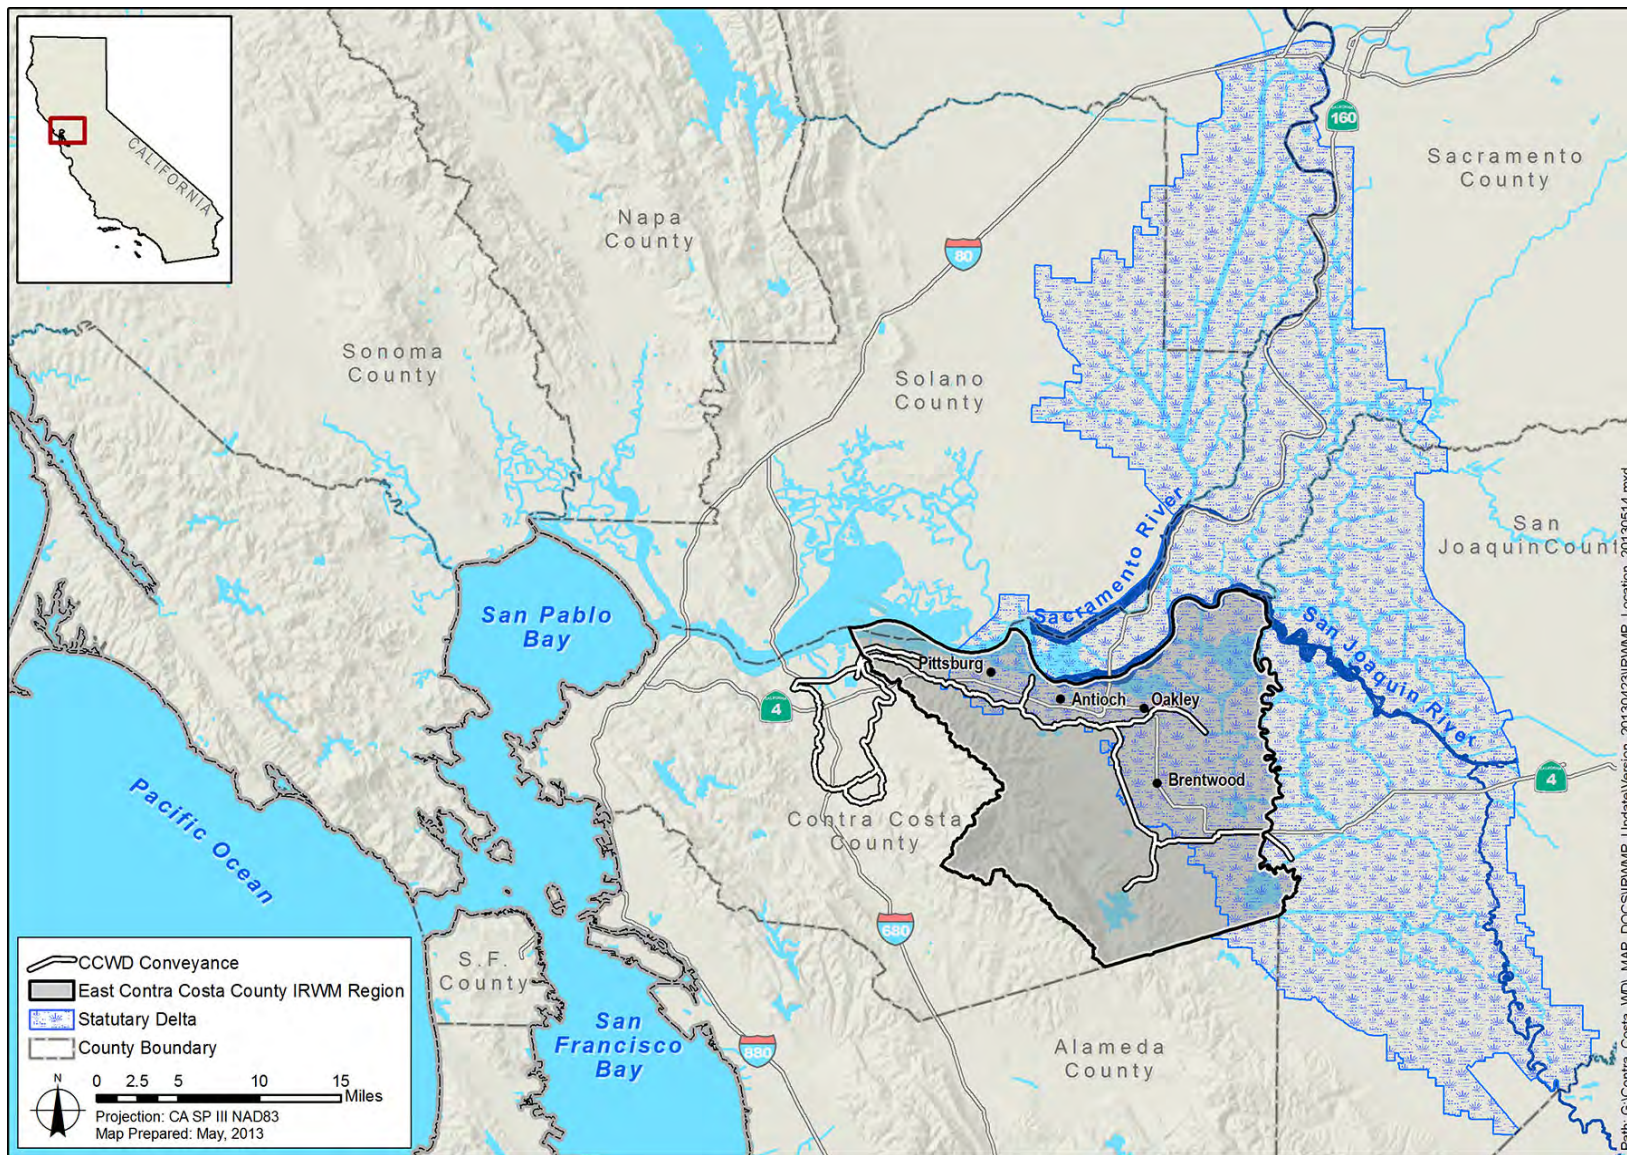 CALIFORNIA
160
Sacramento
County
Napa
County
80
Sonoma
County
Solano
County
San
JoaquinCount
Sacramento River
San Pablo
Bay
San Joaquin River
Pittsburg
Antioch
Oakley
4
Brentwood
4
Pacific Ocean
Contra Costa
County
680
S.F.
County
San
Francisco
Bay
880
Alameda
County
CCWD Conveyance
East Contra Costa County IRWM Region
Statutary Delta
County Boundary
N
0 2.5 5 10 15
Miles
Projection: CA SP III NAD83
Map Prepared: May, 2013